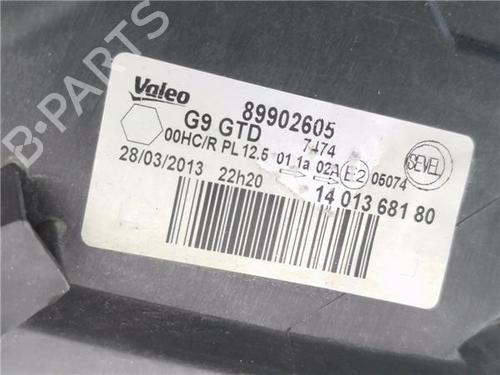 B-PARTS
Valeo
89902605
G9 GTD
7474
00HC/R PL 12.5 01 1a 02A E2 05074
SEVEL
28/03/2013 22h20
14 013 681 80